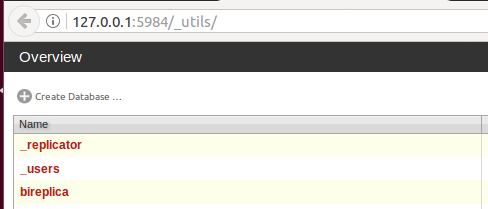 127.0.0.1:5984/_utils/
Overview
Create Database ...
Name
_replicator
_users
bireplica